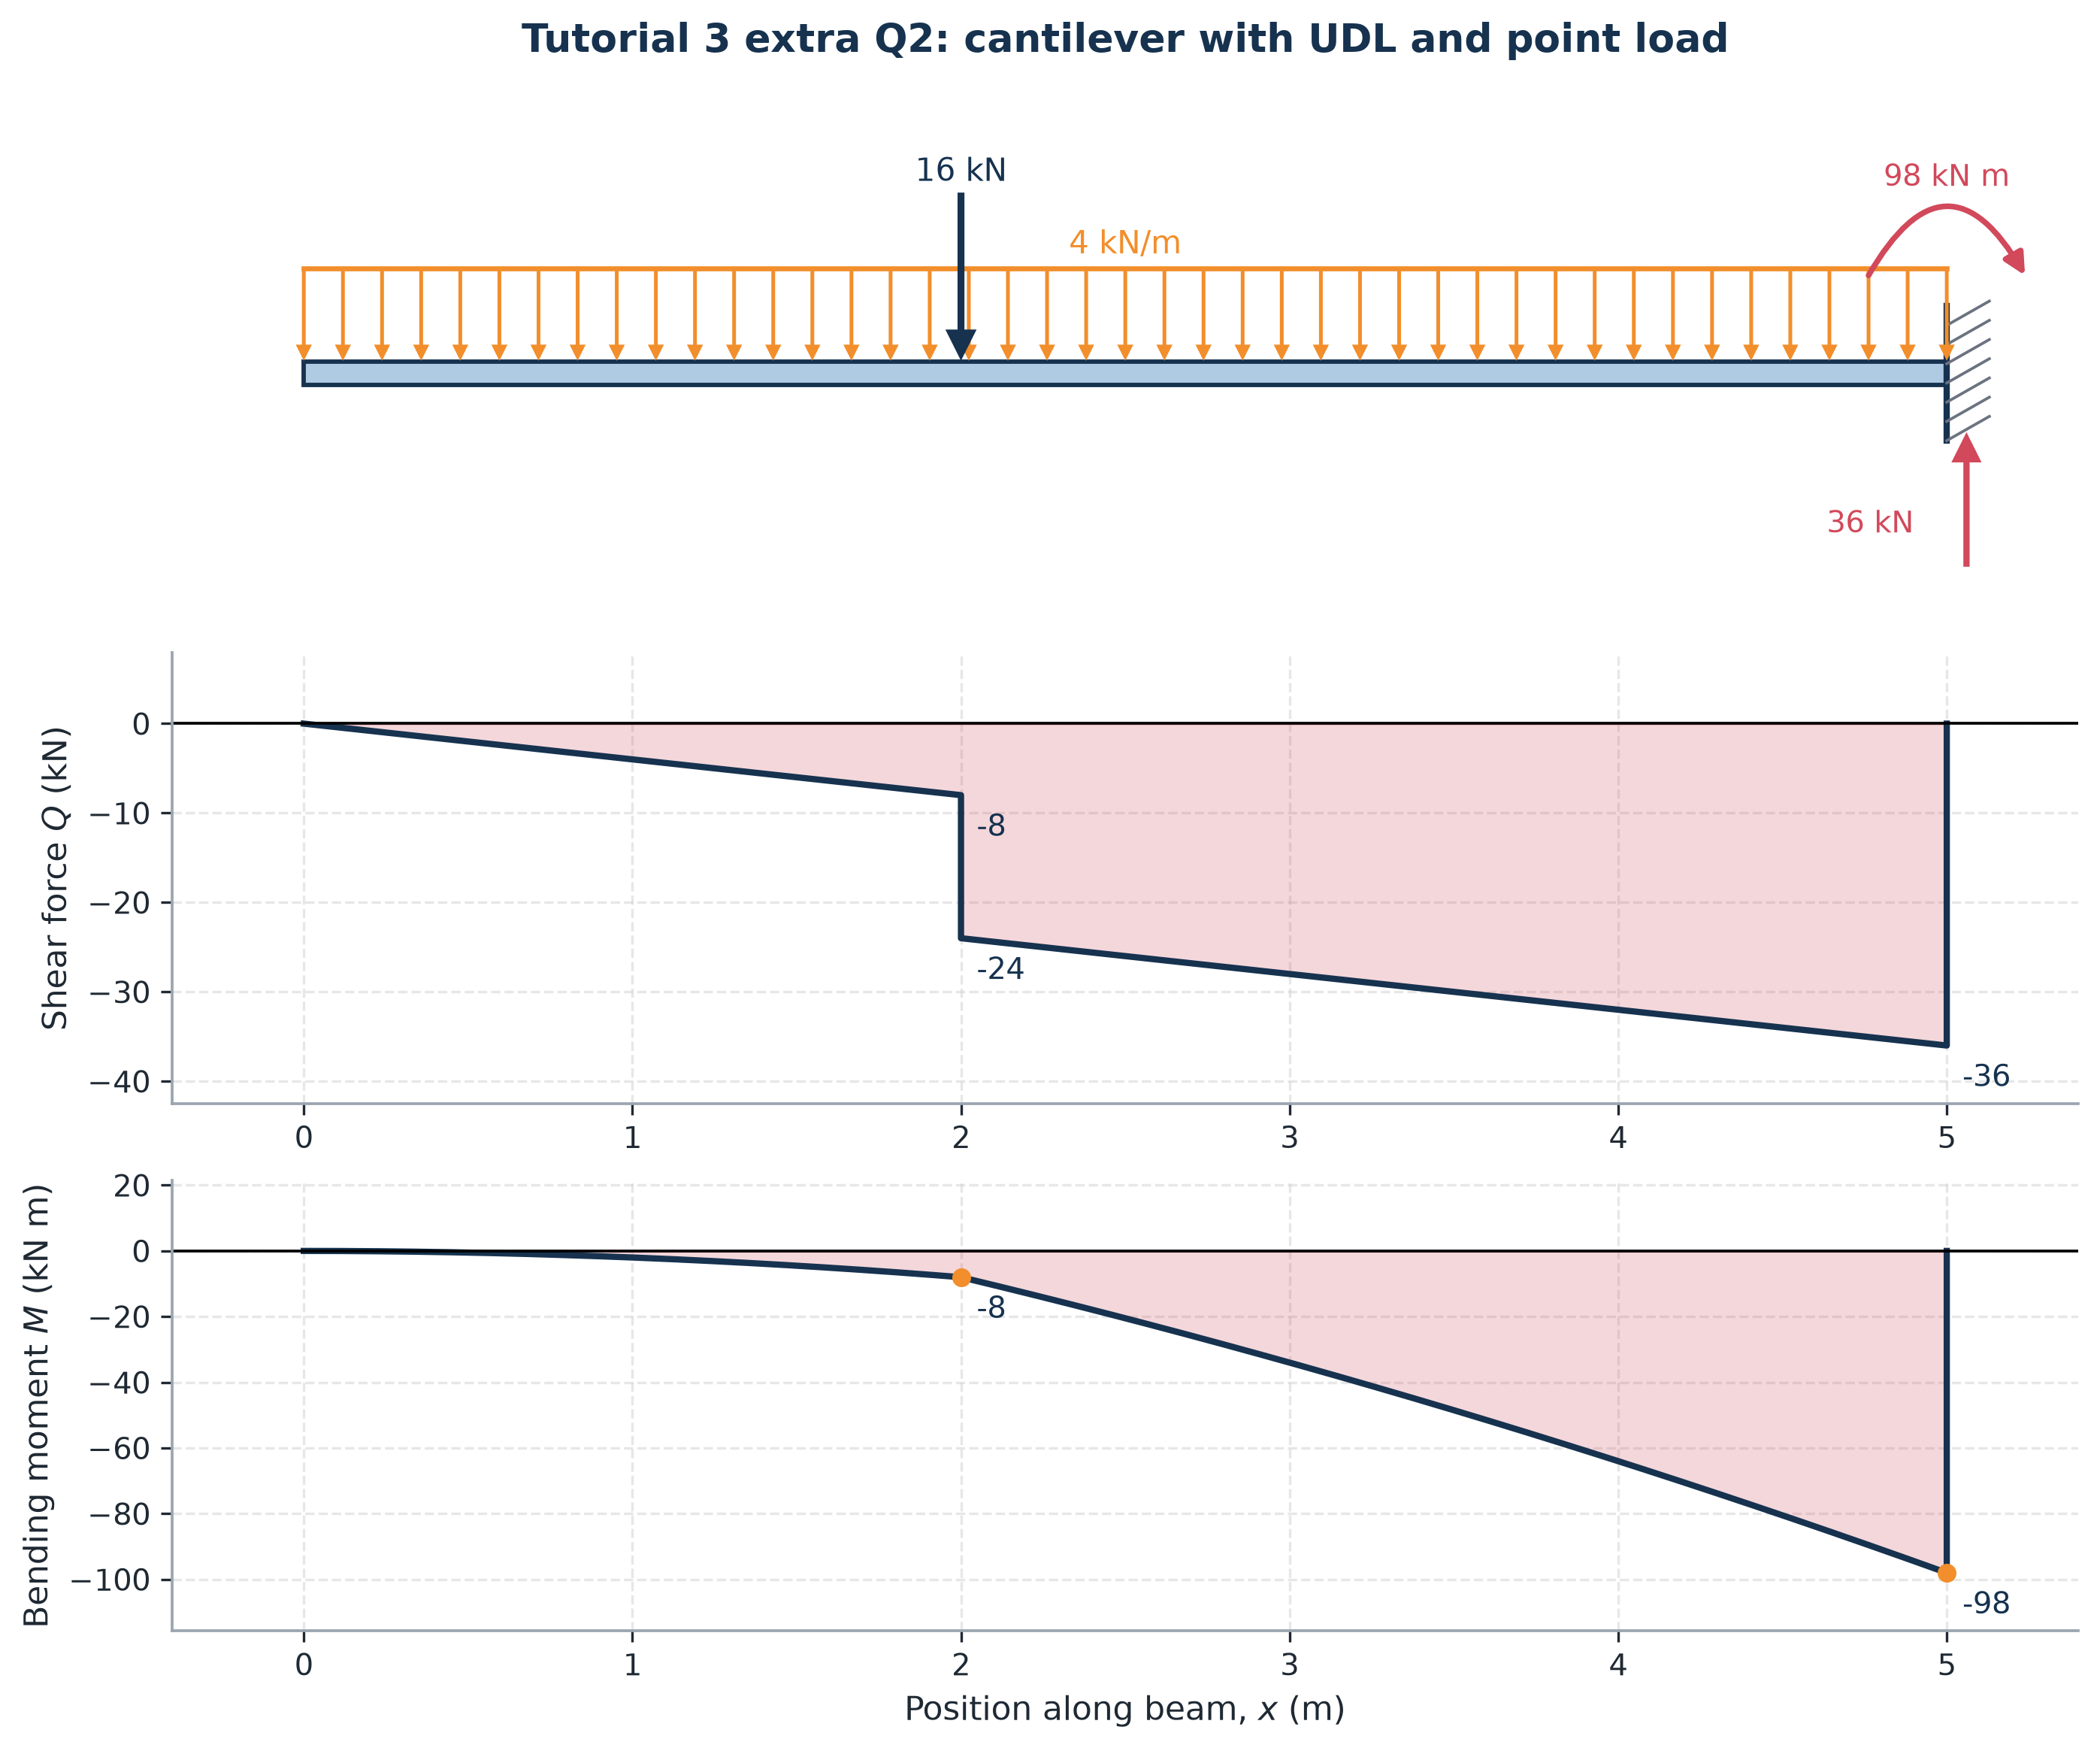 Tutorial 3 extra Q2: cantilever with UDL and point load
16 kN
98 kN m
4 kN/m
36 kN
Shear force Q (kN)
0
−10
−20
−30
−40
-8
-24
-36
0 1 2 3 4 5
Bending moment M (kN m)
20
0
−20
−40
−60
−80
−100
-8
-98
0 1 2 3 4 5
Position along beam, x (m)